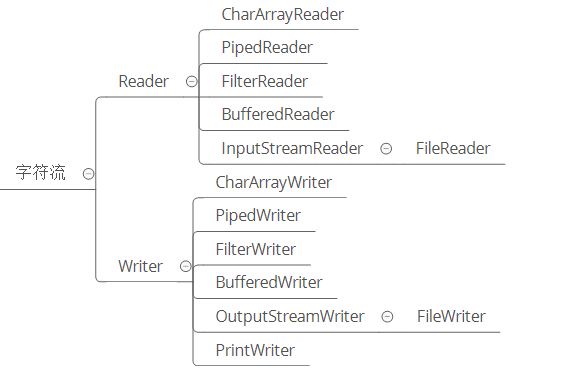 字符流
Reader
CharArrayReader
PipedReader
FilterReader
BufferedReader
InputStreamReader
FileReader
Writer
CharArrayWriter
PipedWriter
FilterWriter
BufferedWriter
OutputStreamWriter
FileWriter
PrintWriter